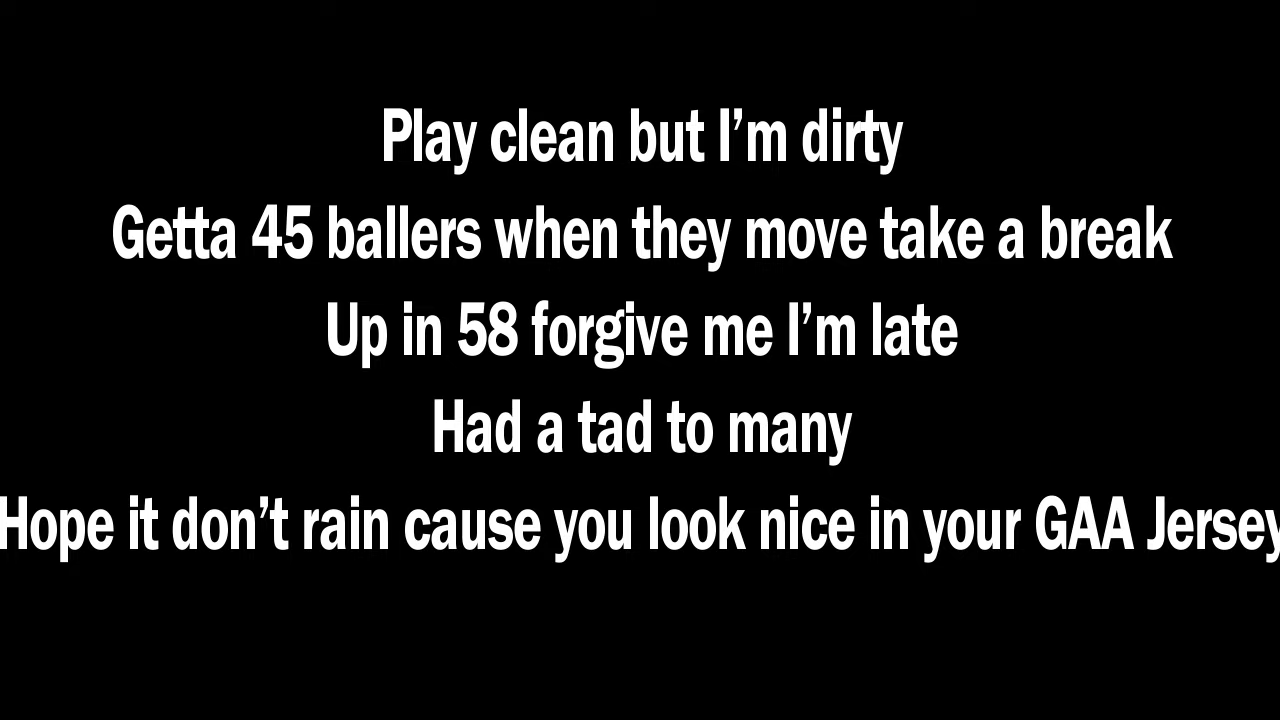 Play clean but I’m dirty
Getta 45 ballers when they move take a break
Up in 58 forgive me I’m late
Had a tad to many
Hope it don’t rain cause you look nice in your GAA Jersey